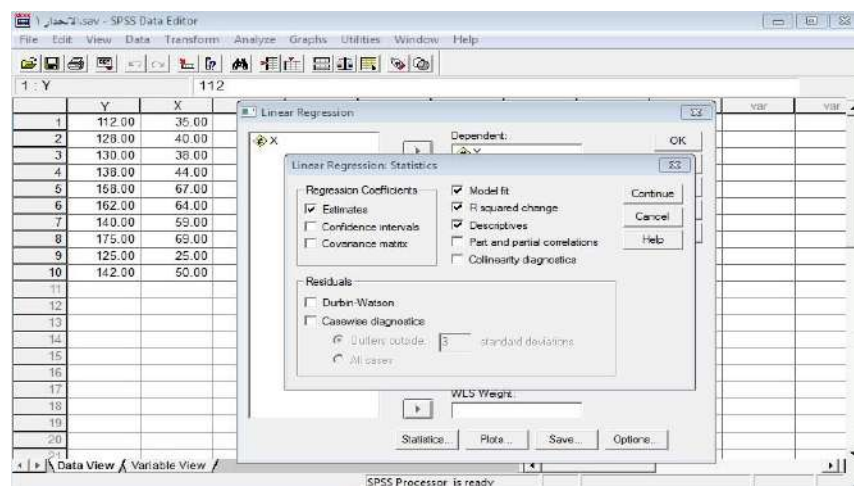 انحدار ١.sav - SPSS Data Editor
File Edit View Data Transform Analyze Graphs Utilities Window Help
1 : Y 112
Y X var var
1 112.00 35.00
2 128.00 40.00
3 130.00 38.00
4 138.00 44.00
5 158.00 67.00
6 162.00 64.00
7 140.00 59.00
8 175.00 69.00
9 125.00 25.00
10 142.00 50.00
11
12
13
14
15
16
17
18
19
20
21
Linear Regression
X
Dependent:
Y
OK
Linear Regression: Statistics
Regression Coefficients
Estimates
Confidence intervals
Covariance matrix
Model fit
R squared change
Descriptives
Part and partial correlations
Collinearity diagnostics
Continue
Cancel
Help
Residuals
Durbin-Watson
Casewise diagnostics
Outliers outside: 3 standard deviations
All cases
WLS Weight:
Statistics... Plots... Save... Options...
Data View Variable View
SPSS Processor is ready